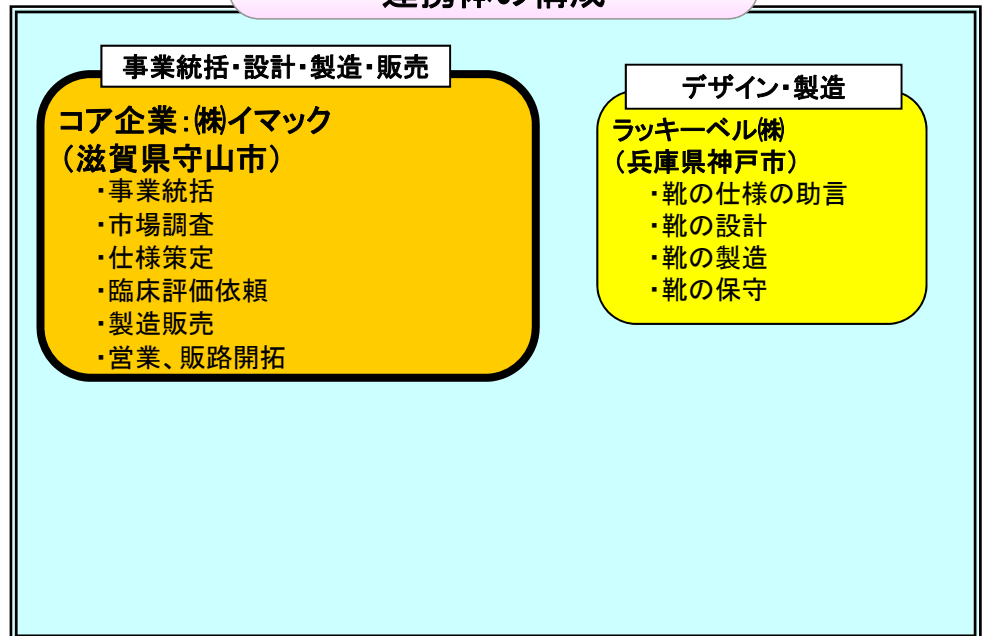 連携体の構成
事業統括・設計・製造・販売
コア企業：㈱イマック
（滋賀県守山市）
・事業統括
・市場調査
・仕様策定
・臨床評価依頼
・製造販売
・営業、販路開拓
デザイン・製造
ラッキーベル㈱
（兵庫県神戸市）
・靴の仕様の助言
・靴の設計
・靴の製造
・靴の保守